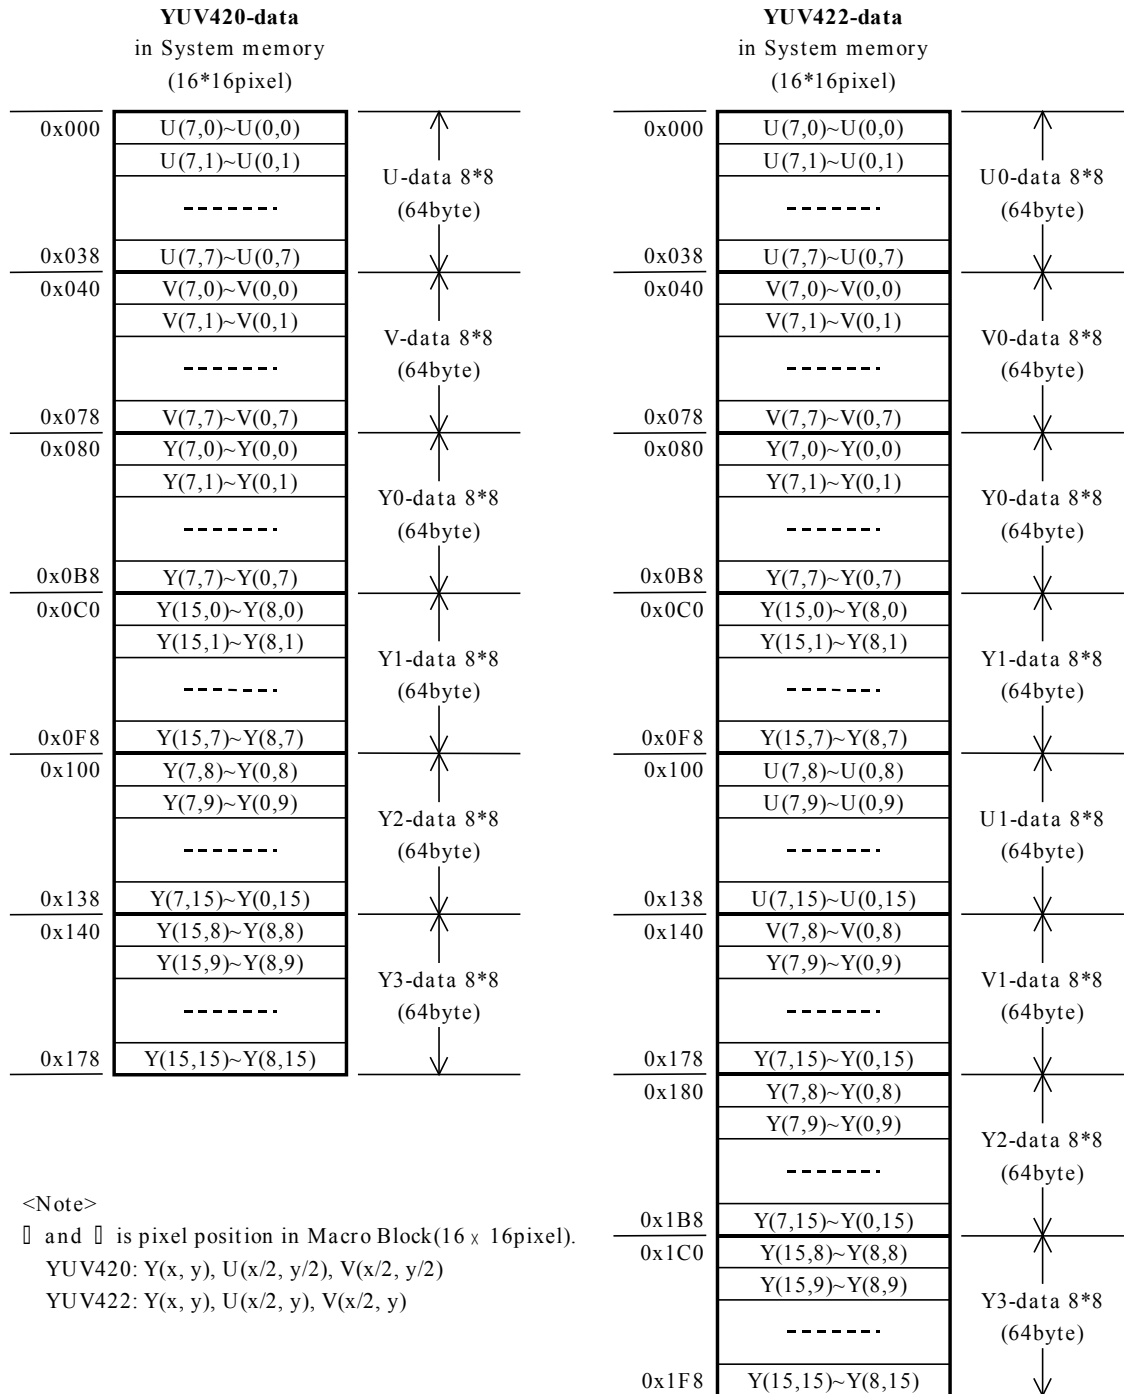 YUV420-data
in System memory
(16*16pixel)
0x000
U(7,0)~U(0,0)
U(7,1)~U(0,1)
U-data 8*8
(64byte)
0x038
U(7,7)~U(0,7)
0x040
V(7,0)~V(0,0)
V(7,1)~V(0,1)
V-data 8*8
(64byte)
0x078
V(7,7)~V(0,7)
0x080
Y(7,0)~Y(0,0)
Y(7,1)~Y(0,1)
Y0-data 8*8
(64byte)
0x0B8
Y(7,7)~Y(0,7)
0x0C0
Y(15,0)~Y(8,0)
Y(15,1)~Y(8,1)
Y1-data 8*8
(64byte)
0x0F8
Y(15,7)~Y(8,7)
0x100
Y(7,8)~Y(0,8)
Y(7,9)~Y(0,9)
Y2-data 8*8
(64byte)
0x138
Y(7,15)~Y(0,15)
0x140
Y(15,8)~Y(8,8)
Y(15,9)~Y(8,9)
Y3-data 8*8
(64byte)
0x178
Y(15,15)~Y(8,15)
<Note>
and is pixel position in Macro Block(16 x 16pixel).
YUV420: Y(x, y), U(x/2, y/2), V(x/2, y/2)
YUV422: Y(x, y), U(x/2, y), V(x/2, y)
YUV422-data
in System memory
(16*16pixel)
0x000
U(7,0)~U(0,0)
U(7,1)~U(0,1)
U0-data 8*8
(64byte)
0x038
U(7,7)~U(0,7)
0x040
V(7,0)~V(0,0)
V(7,1)~V(0,1)
V0-data 8*8
(64byte)
0x078
V(7,7)~V(0,7)
0x080
Y(7,0)~Y(0,0)
Y(7,1)~Y(0,1)
Y0-data 8*8
(64byte)
0x0B8
Y(7,7)~Y(0,7)
0x0C0
Y(15,0)~Y(8,0)
Y(15,1)~Y(8,1)
Y1-data 8*8
(64byte)
0x0F8
Y(15,7)~Y(8,7)
0x100
U(7,8)~U(0,8)
U(7,9)~U(0,9)
U1-data 8*8
(64byte)
0x138
U(7,15)~U(0,15)
0x140
V(7,8)~V(0,8)
Y(7,9)~Y(0,9)
V1-data 8*8
(64byte)
0x178
Y(7,15)~Y(0,15)
0x180
Y(7,8)~Y(0,8)
Y(7,9)~Y(0,9)
Y2-data 8*8
(64byte)
0x1B8
Y(7,15)~Y(0,15)
0x1C0
Y(15,8)~Y(8,8)
Y(15,9)~Y(8,9)
Y3-data 8*8
(64byte)
0x1F8
Y(15,15)~Y(8,15)